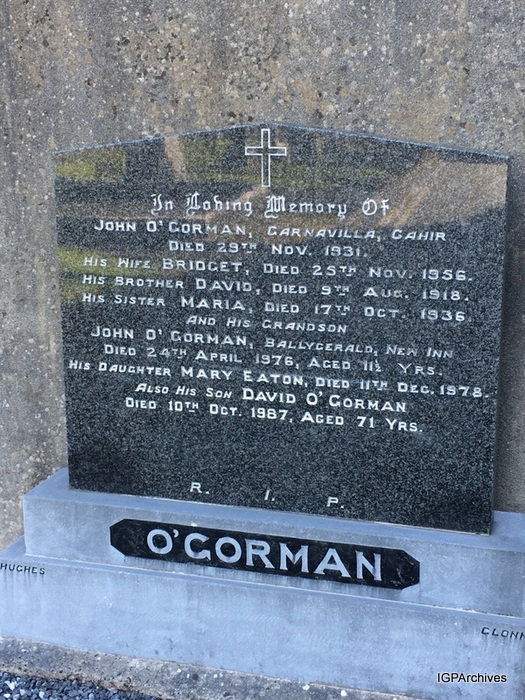 In Loving Memory Of
JOHN O'GORMAN, GARNAVILLA, CAHIR
DIED 29TH NOV. 1931.
HIS WIFE BRIDGET, DIED 25TH NOV. 1956.
HIS BROTHER DAVID, DIED 9TH AUG. 1918.
HIS SISTER MARIA, DIED 17TH OCT. 1936.
AND HIS GRANDSON
JOHN O'GORMAN, BALLYGERALD, NEW INN
DIED 24TH APRIL 1976, AGED 11½ YRS.
HIS DAUGHTER MARY EATON, DIED 11TH DEC. 1978.
ALSO HIS SON DAVID O'GORMAN
DIED 10TH OCT. 1987, AGED 71 YRS.
R. I. P.
O'GORMAN
HUGHES
IGPArchives